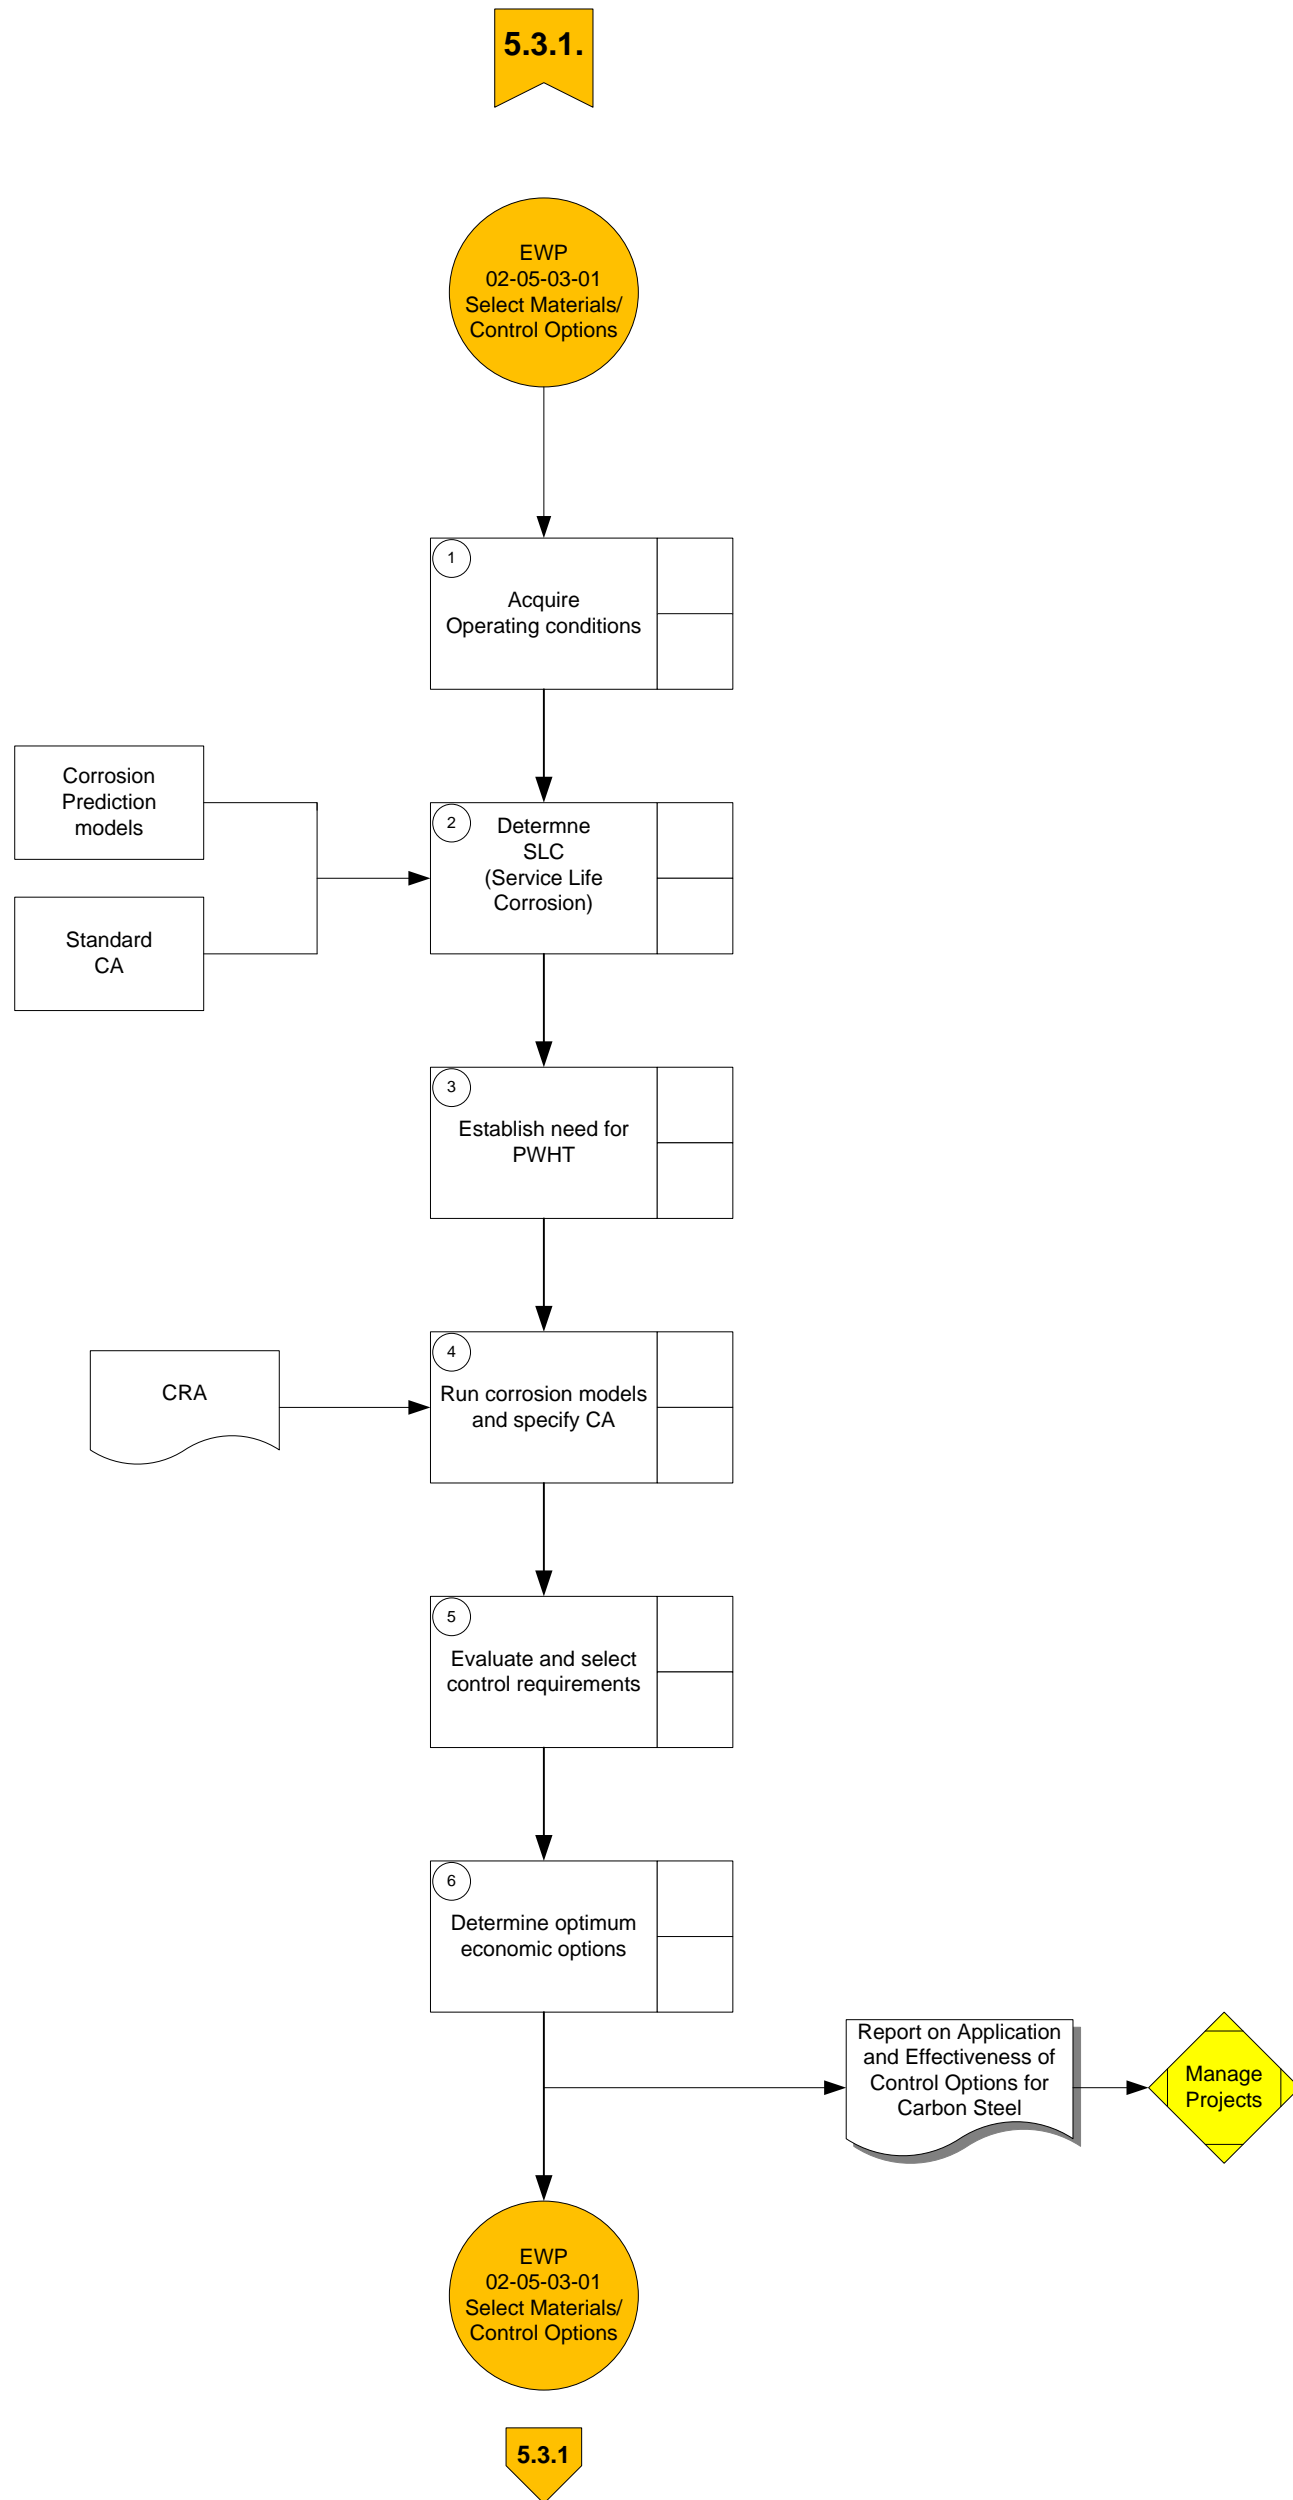 5.3.1.
EWP
02-05-03-01
Select Materials/
Control Options
1
Acquire
Operating conditions
Corrosion
Prediction
models
2
Determne
SLC
(Service Life
Corrosion)
Standard
CA
3
Establish need for
PWHT
CRA
4
Run corrosion models
and specify CA
5
Evaluate and select
control requirements
6
Determine optimum
economic options
Report on Application
and Effectiveness of
Control Options for
Carbon Steel
Manage
Projects
EWP
02-05-03-01
Select Materials/
Control Options
5.3.1